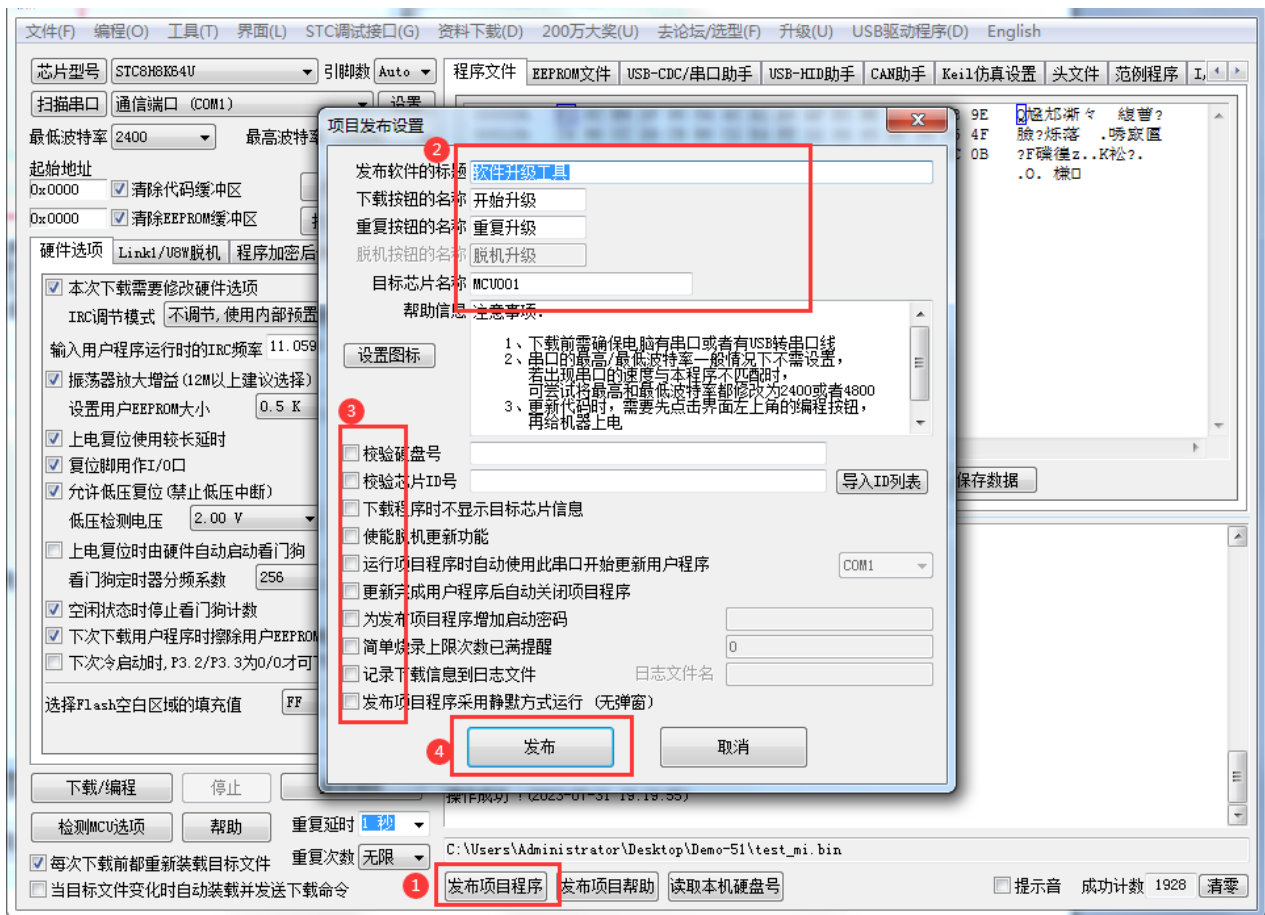 文件(F) 编程(O) 工具(T) 界面(L) STC调试接口(G) 资料下载(D) 200万大奖(U) 去论坛/选型(F) 升级(U) USB驱动程序(D) English
芯片型号 STC8H8K64U 引脚数 Auto 程序文件 EEPROM文件 USB-CDC/串口助手 USB-HID助手 CAN助手 Keil仿真设置 头文件 范例程序 I,
扫描串口 通信端口 (COM1) 设置
最低波特率 2400 最高波特率
起始地址
0x0000 清除代码缓冲区
0x0000 清除EEPROM缓冲区
硬件选项 Link1/U8W脱机 程序加密后
本次下载需要修改硬件选项
IRC调节模式 不调节,使用内部预置
输入用户程序运行时的IRC频率 11.059
振荡器放大增益(12M以上建议选择)
设置用户EEPROM大小 0.5 K
上电复位使用较长延时
复位脚用作I/O口
允许低压复位(禁止低压中断)
低压检测电压 2.00 V
上电复位时由硬件自动启动看门狗
看门狗定时器分频系数 256
空闲状态时停止看门狗计数
下次下载用户程序时擦除用户EEPROM
下次冷启动时,P3.2/P3.3为0/0才可
选择Flash空白区域的填充值 FF
项目发布设置
2
发布软件的标题 软件升级工具
下载按钮的名称 开始升级
重复按钮的名称 重复升级
脱机按钮的名称 脱机升级
目标芯片名称 MCU001
帮助信息 注意事项:
设置图标
1、下载前需确保电脑有串口或者有USB转串口线
2、串口的最高/最低波特率一般情况下不需设置,
若出现串口的速度与本程序不匹配时,
可尝试将最高和最低波特率都修改为2400或者4800
3、更新代码时,需要先点击界面左上角的编程按钮,
再给机器上电
3
校验硬盘号
校验芯片ID号 导入ID列表
下载程序时不显示目标芯片信息
使能脱机更新功能
运行项目程序时自动使用此串口开始更新用户程序 COM1
更新完成用户程序后自动关闭项目程序
为发布项目程序增加启动密码
简单烧录上限次数已满提醒 0
记录下载信息到日志文件 日志文件名
发布项目程序采用静默方式运行 (无弹窗)
4 发布 取消
9E
4F
0B
保存数据
下载/编程 停止
操作成功 !(2023-01-31 19:19:55)
检测MCU选项 帮助 重复延时 1 秒
每次下载前都重新装载目标文件 重复次数 无限 C:\Users\Administrator\Desktop\Demo-51\test_mi.bin
当目标文件变化时自动装载并发送下载命令 1 发布项目程序 发布项目帮助 读取本机硬盘号 提示音 成功计数 1928 清零